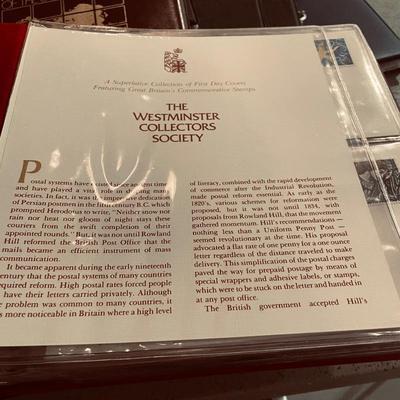 A Superlative Collection of First Day Covers
Featuring Great Britain's Commemorative Stamps
THE
WESTMINSTER
COLLECTORS
SOCIETY
Postal systems have existed since ancient time
and have played a vital role in shaping many
societies. In fact, it was the impressive dedication
of Persian postmen in the fifth century B.C. which
prompted Herodotus to write, "Neither snow nor
rain nor heat nor gloom of night stays these
couriers from the swift completion of their
appointed rounds." But, it was not until Rowland
Hill reformed the British Post Office that the
mails became an efficient instrument of mass
communication.
It became apparent during the early nineteenth
century that the postal systems of many countries
required reform. High postal rates forced people
have their letters carried privately. Although
problem was common to many countries, it
s more noticeable in Britain where a high level
of literacy, combined with the rapid development
of commerce after the Industrial Revolution,
made postal reform essential. As early as the
1820's, various schemes for reformation were
proposed, but it was not until 1834, with
proposals from Rowland Hill, that the movement
gathered momentum. Hill's recommendations —
nothing less than a Uniform Penny Post —
seemed revolutionary at the time. His proposal
advocated a flat rate of one penny for a one ounce
letter regardless of the distance traveled to make
delivery. This simplification of the postal charges
paved the way for prepaid postage by means of
special wrappers and adhesive labels, or stamps,
which were to be stuck on the letter and handed in
at any post office.
The British government accepted Hill's